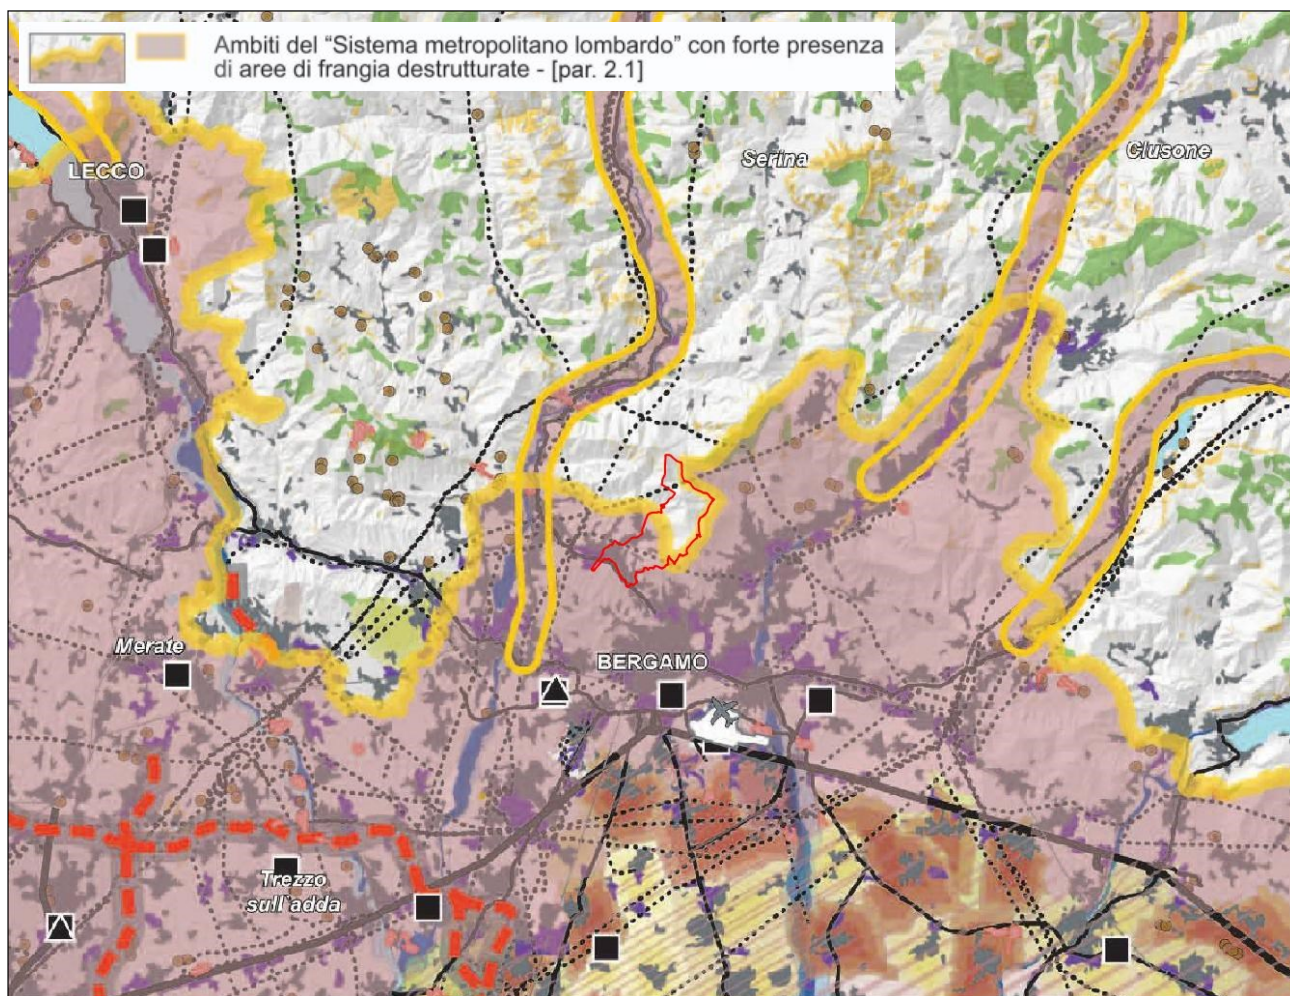 Ambiti del “Sistema metropolitano lombardo” con forte presenza
di aree di frangia destrutturate - [par. 2.1]
LECCO
Serina
Clusone
Merate
BERGAMO
Trezzo
sull'adda